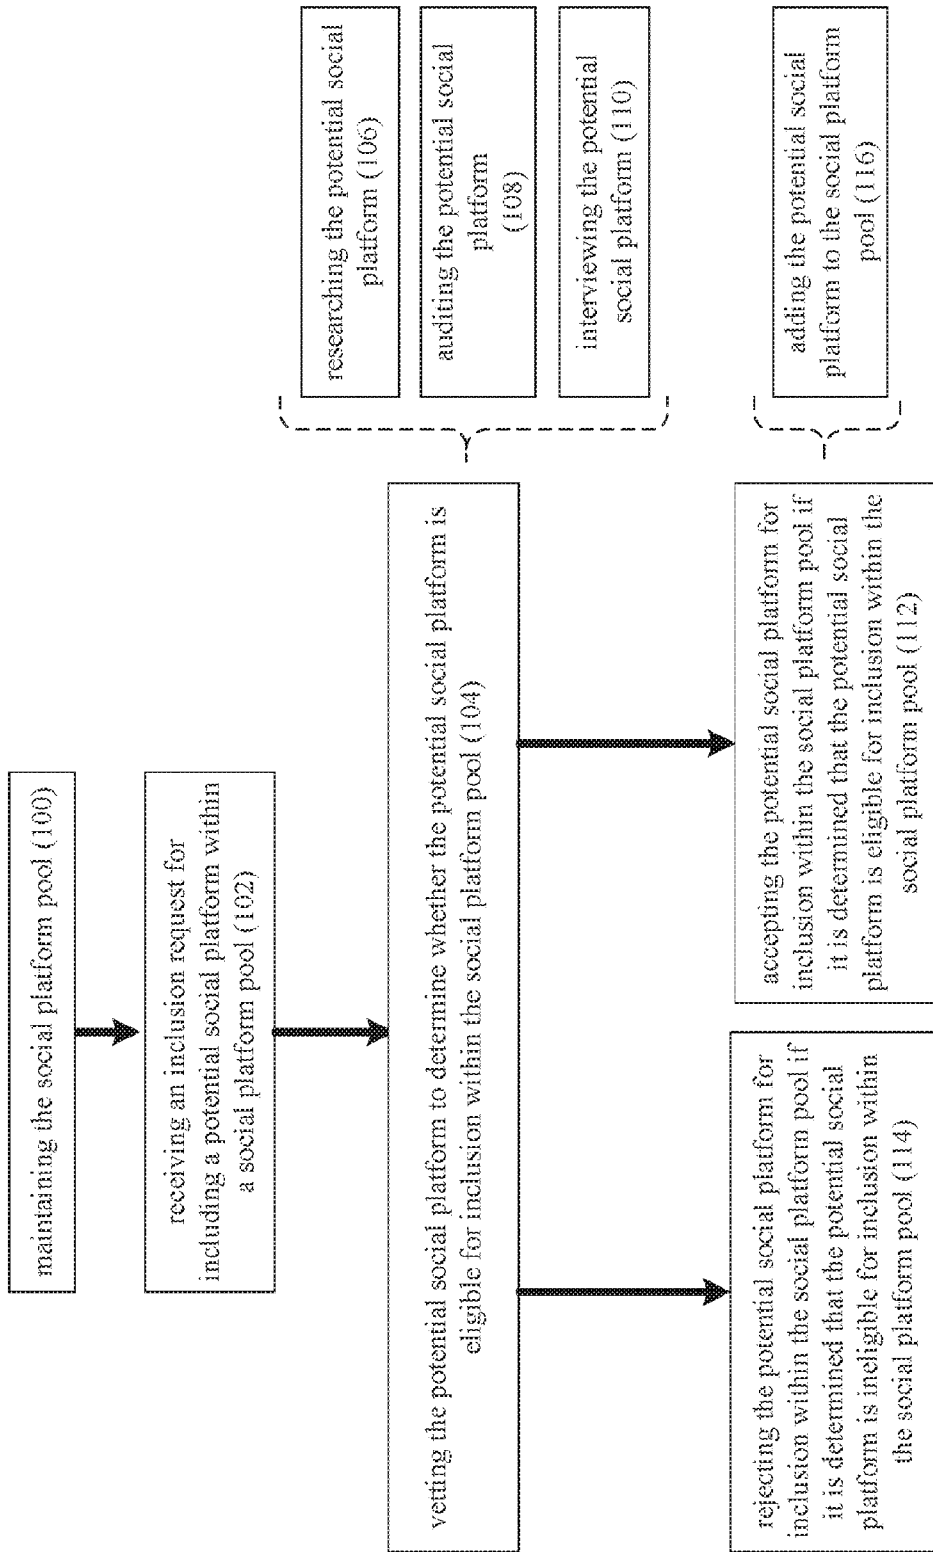 maintaining the social platform pool (100)
receiving an inclusion request for
including a potential social platform within
a social platform pool (102)
vetting the potential social platform to determine whether the potential social platform is
eligible for inclusion within the social platform pool (104)
researching the potential social
platform (106)
auditing the potential social
platform
(108)
interviewing the potential
social platform (110)
rejecting the potential social platform for
inclusion within the social platform pool if
it is determined that the potential social
platform is ineligible for inclusion within
the social platform pool (114)
accepting the potential social platform for
inclusion within the social platform pool if
it is determined that the potential social
platform is eligible for inclusion within the
social platform pool (112)
adding the potential social
platform to the social platform
pool (116)